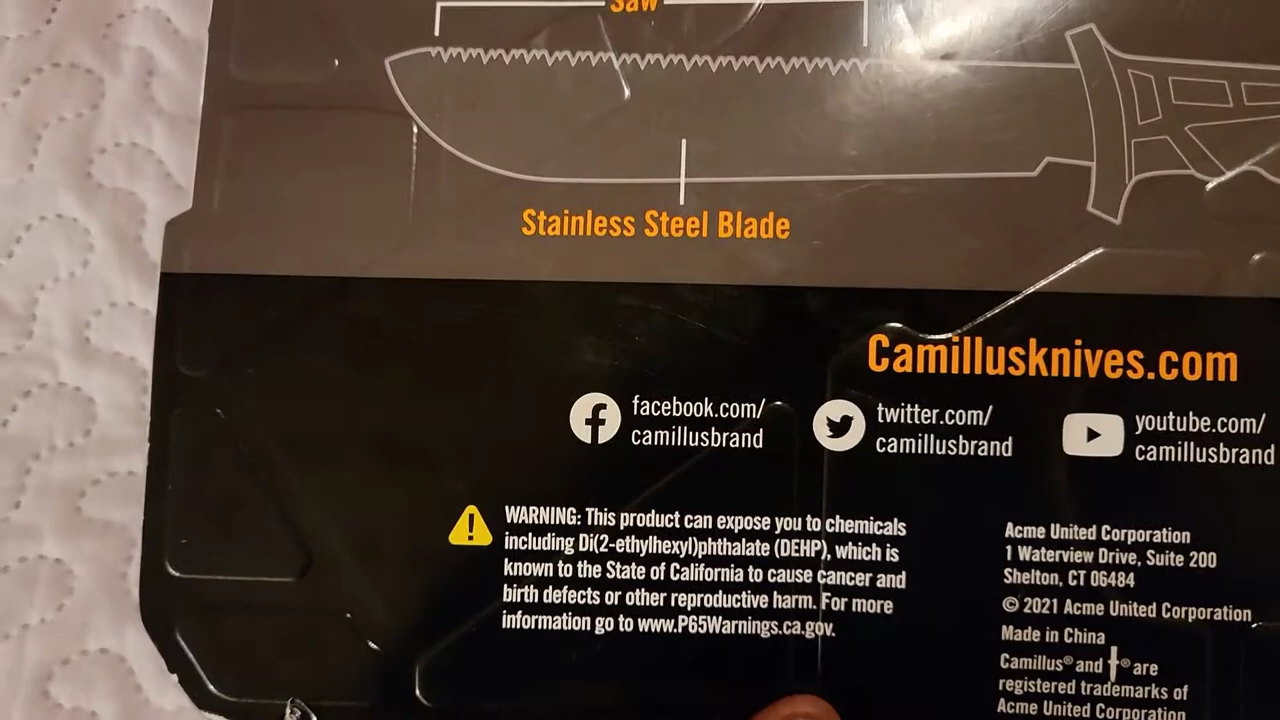 Saw
Stainless Steel Blade
Camillusknives.com
facebook.com/
camillusbrand
twitter.com/
camillusbrand
youtube.com/
camillusbrand
WARNING: This product can expose you to chemicals
including Di(2-ethylhexyl)phthalate (DEHP), which is
known to the State of California to cause cancer and
birth defects or other reproductive harm. For more
information go to www.P65Warnings.ca.gov.
Acme United Corporation
1 Waterview Drive, Suite 200
Shelton, CT 06484
© 2021 Acme United Corporation
Made in China
Camillus® and ® are
registered trademarks of
Acme United Corporation